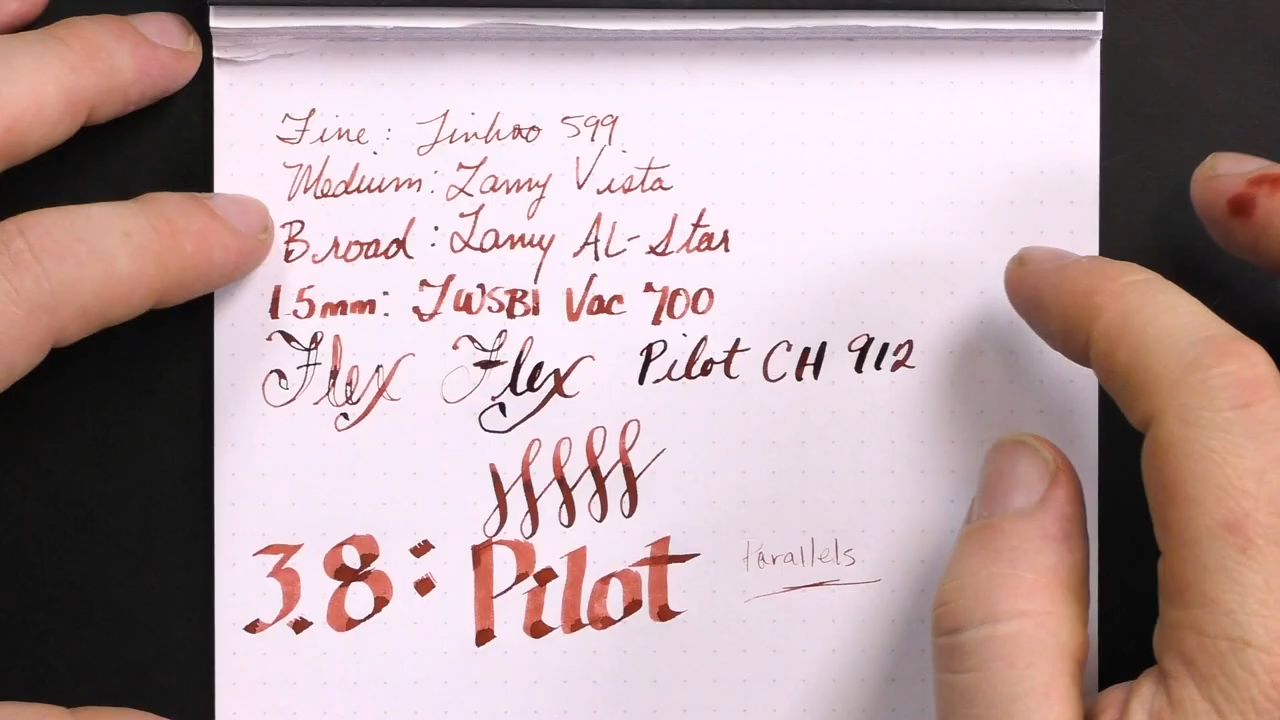 Fine: Jinhao 599
Medium: Lamy Vista
Broad: Lamy AL-Star
1.5mm: TWSBI Vac 700
Flex Flex Pilot CH 912
3.8: Pilot Parallels